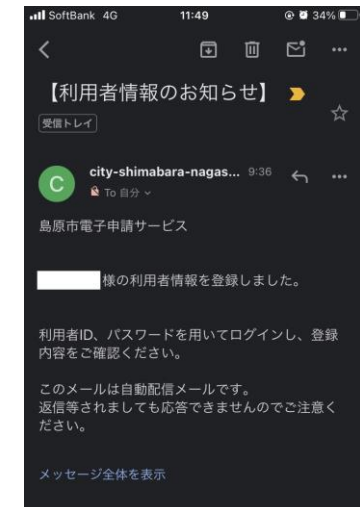 SoftBank 4G 11:49 34%
【利用者情報のお知らせ】
受信トレイ
C
city-shimabara-nagas... 9:36
To 自分
島原市電子申請サービス
様の利用者情報を登録しました。
利用者ID、パスワードを用いてログインし、登録
内容をご確認ください。
このメールは自動配信メールです。
返信等されましても応答できませんのでご注意く
ださい。
メッセージ全体を表示